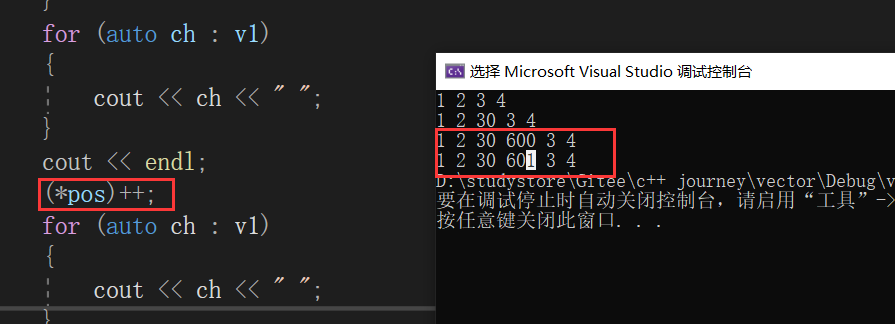 }
for (auto ch : v1)
{
cout << ch << " ";
}
cout << endl;
(*pos)++;
for (auto ch : v1)
{
cout << ch << " ";
}
选择 Microsoft Visual Studio 调试控制台
1 2 3 4
1 2 30 3 4
1 2 30 600 3 4
1 2 30 601 3 4
D:\studystore\Gitee\c++ journey\vector\Debug\v
要在调试停止时自动关闭控制台，请启用“工具”->
按任意键关闭此窗口. . .